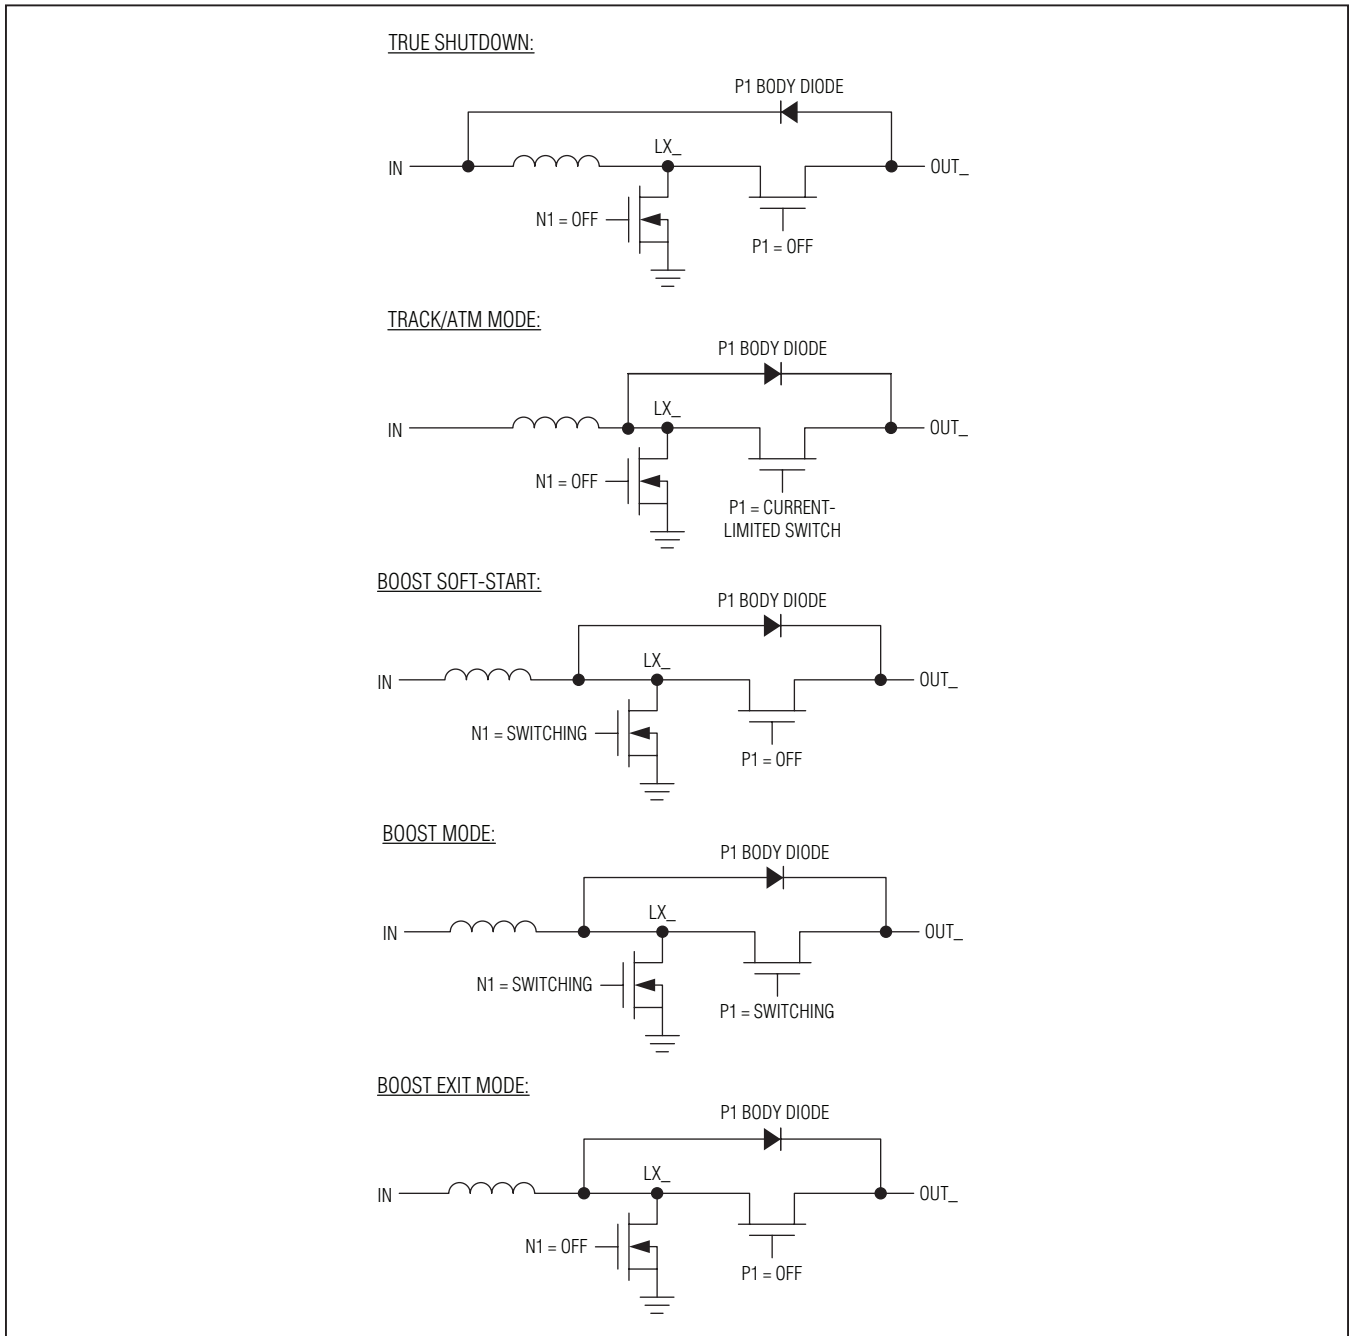 TRUE SHUTDOWN:
P1 BODY DIODE
LX_
IN
OUT_
N1 = OFF
P1 = OFF
TRACK/ATM MODE:
P1 BODY DIODE
LX_
IN
OUT_
N1 = OFF
P1 = CURRENT-
LIMITED SWITCH
BOOST SOFT-START:
P1 BODY DIODE
LX_
IN
OUT_
N1 = SWITCHING
P1 = OFF
BOOST MODE:
P1 BODY DIODE
LX_
IN
OUT_
N1 = SWITCHING
P1 = SWITCHING
BOOST EXIT MODE:
P1 BODY DIODE
LX_
IN
OUT_
N1 = OFF
P1 = OFF